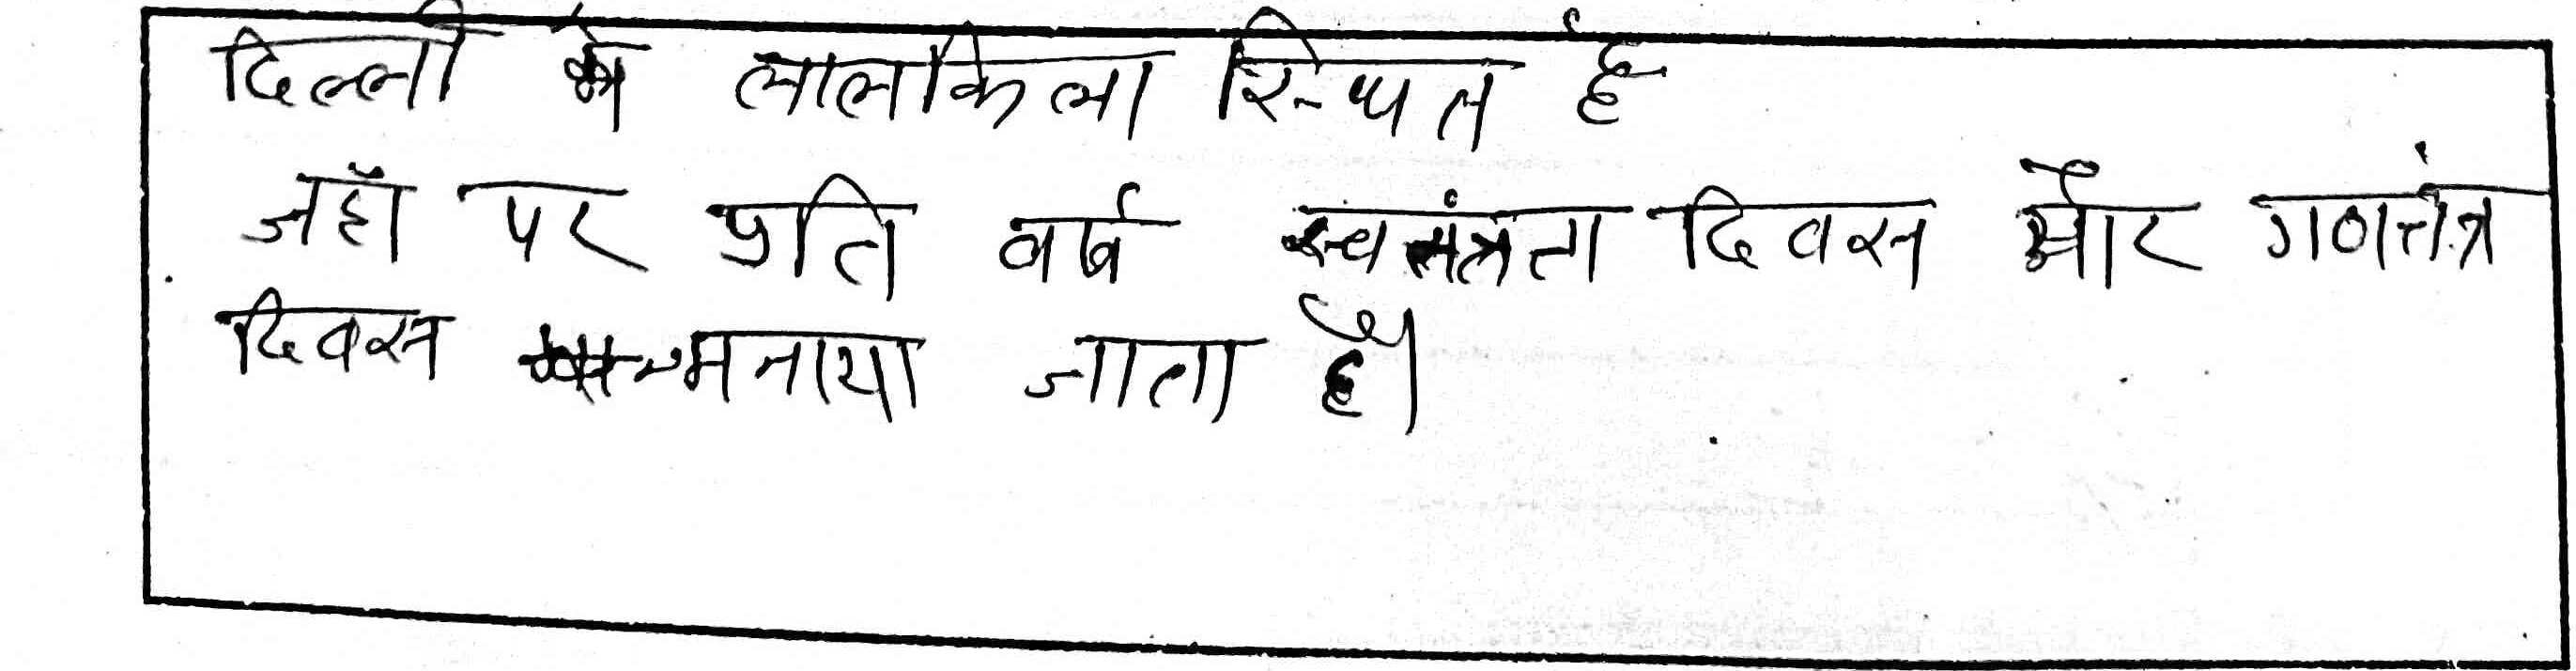 दिल्ली में लालकिला स्थित है
जहाँ पर प्रति वर्ष स्वतंत्रता दिवस और गणतंत्र
दिवस मनाया जाता है।